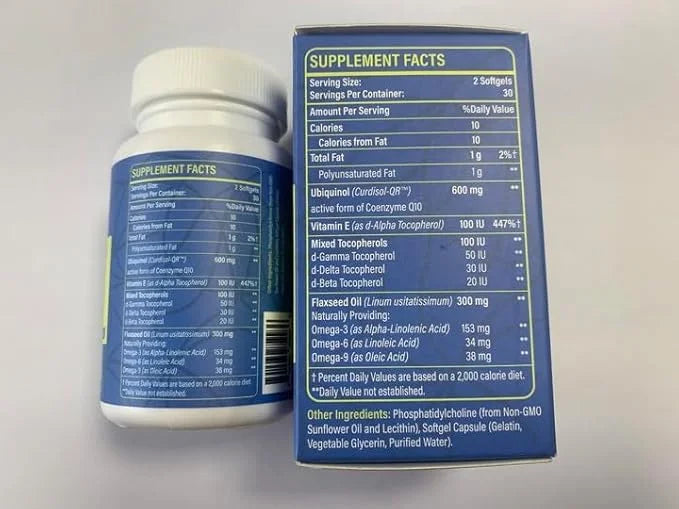 SUPPLEMENT FACTS
Serving Size: 2 Softgels
Servings Per Container: 30
Amount Per Serving %Daily Value
Calories 10
Calories from Fat 10
Total Fat 1 g 2%†
Polyunsaturated Fat 1 g **
Ubiquinol (Curdisol-QR™) 600 mg **
active form of Coenzyme Q10
Vitamin E (as d-Alpha Tocopherol) 100 IU 447%†
Mixed Tocopherols 100 IU **
d-Gamma Tocopherol 50 IU **
d-Delta Tocopherol 30 IU **
d-Beta Tocopherol 20 IU **
Flaxseed Oil (Linum usitatissimum) 300 mg **
Naturally Providing:
Omega-3 (as Alpha-Linolenic Acid) 153 mg **
Omega-6 (as Linoleic Acid) 34 mg **
Omega-9 (as Oleic Acid) 38 mg **
† Percent Daily Values are based on a 2,000 calorie diet.
**Daily Value not established.
SUPPLEMENT FACTS
Serving Size: 2 Softgels
Servings Per Container: 30
Amount Per Serving %Daily Value
Calories 10
Calories from Fat 10
Total Fat 1 g 2%†
Polyunsaturated Fat 1 g **
Ubiquinol (Curdisol-QR™) 600 mg **
active form of Coenzyme Q10
Vitamin E (as d-Alpha Tocopherol) 100 IU 447%†
Mixed Tocopherols 100 IU **
d-Gamma Tocopherol 50 IU **
d-Delta Tocopherol 30 IU **
d-Beta Tocopherol 20 IU **
Flaxseed Oil (Linum usitatissimum) 300 mg **
Naturally Providing:
Omega-3 (as Alpha-Linolenic Acid) 153 mg **
Omega-6 (as Linoleic Acid) 34 mg **
Omega-9 (as Oleic Acid) 38 mg **
† Percent Daily Values are based on a 2,000 calorie diet.
**Daily Value not established.
Other Ingredients: Phosphatidylcholine (from Non-GMO
Sunflower Oil and Lecithin), Softgel Capsule (Gelatin,
Vegetable Glycerin, Purified Water).